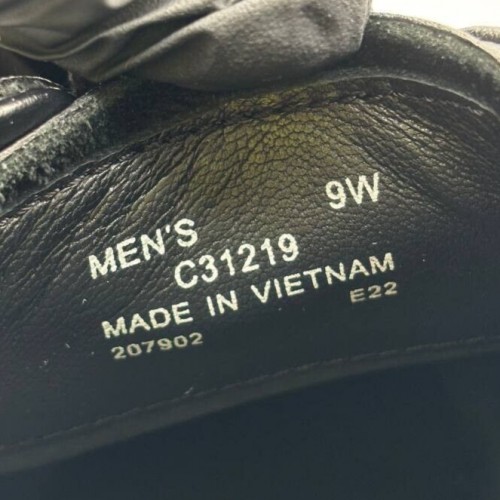 MEN'S 9W
C31219
MADE IN VIETNAM
207902 E22